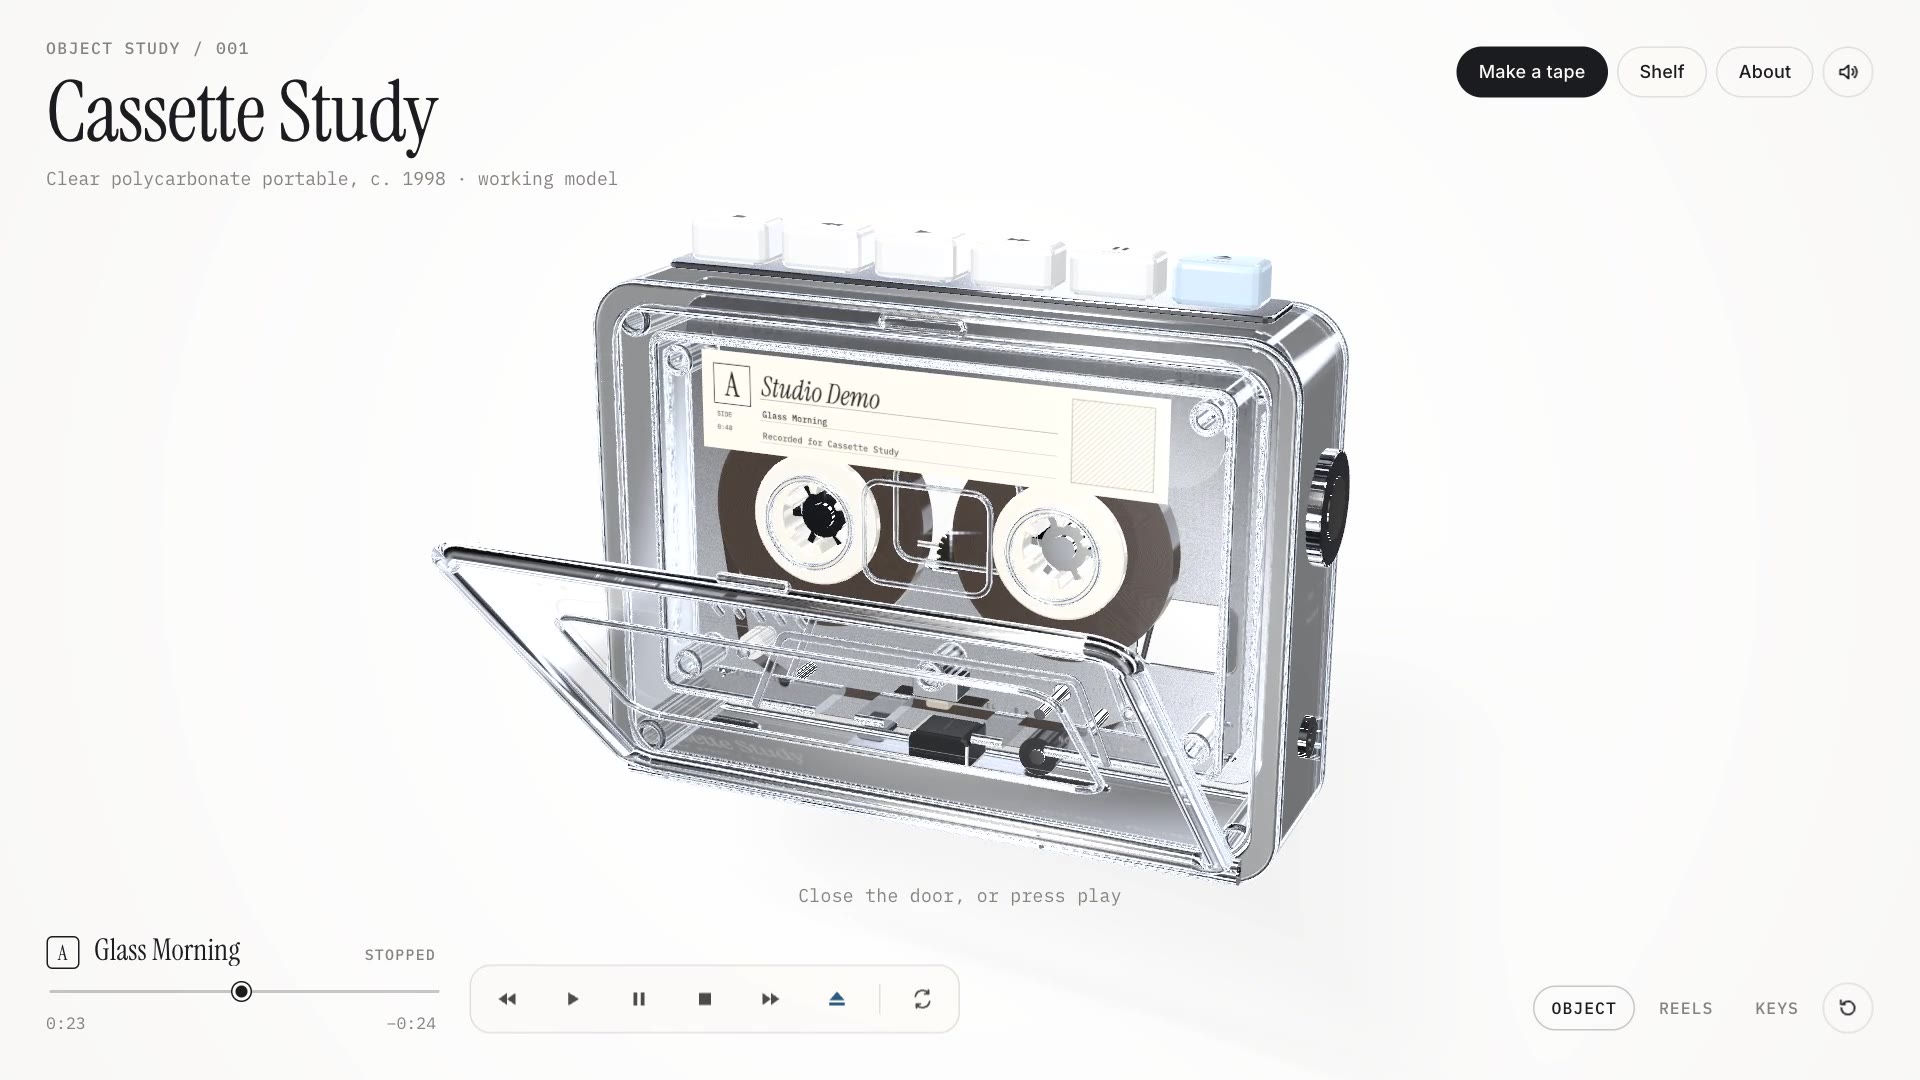 OBJECT STUDY / 001
Cassette Study
Clear polycarbonate portable, c. 1998 · working model
Make a tape
Shelf
About
A
Studio Demo
SIDE
Glass Morning
0:48
Recorded for Cassette Study
Close the door, or press play
A
Glass Morning
STOPPED
0:23
−0:24
OBJECT
REELS
KEYS